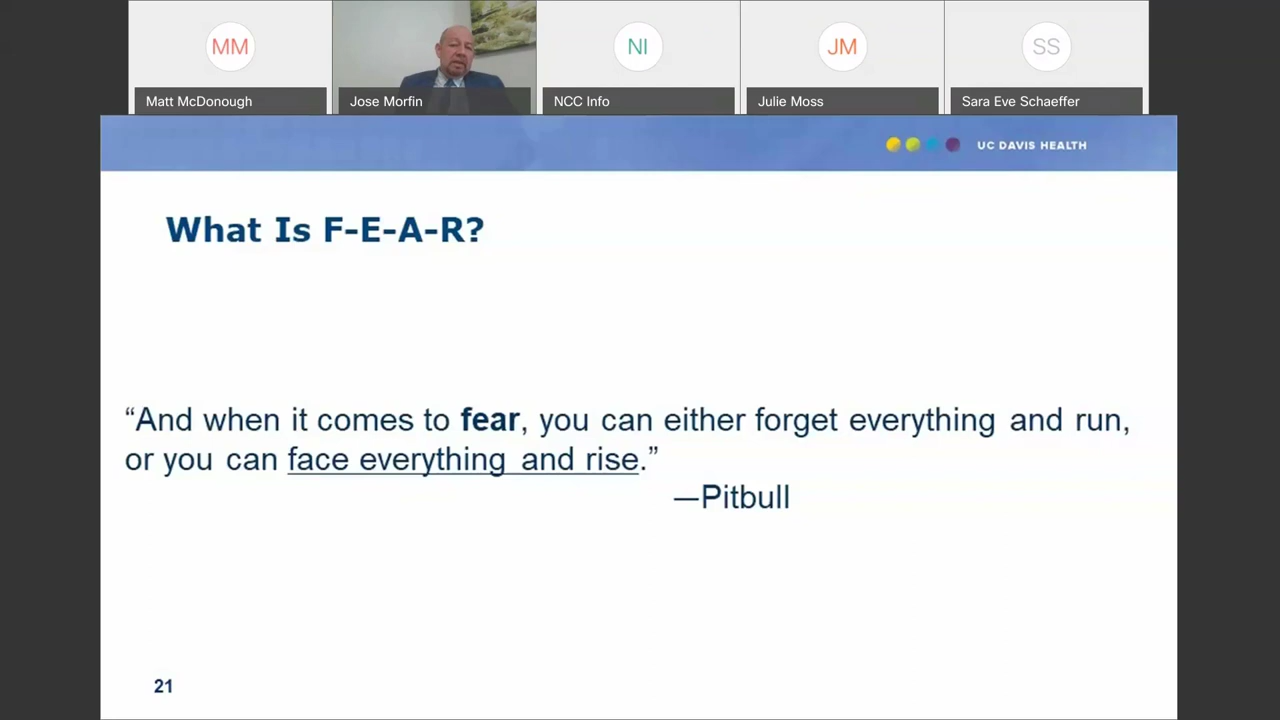 MM
Matt McDonough
Jose Morfin
NI
NCC Info
JM
Julie Moss
SS
Sara Eve Schaeffer
UC DAVIS HEALTH
What Is F-E-A-R?
“And when it comes to fear, you can either forget everything and run,
or you can face everything and rise.”
—Pitbull
21